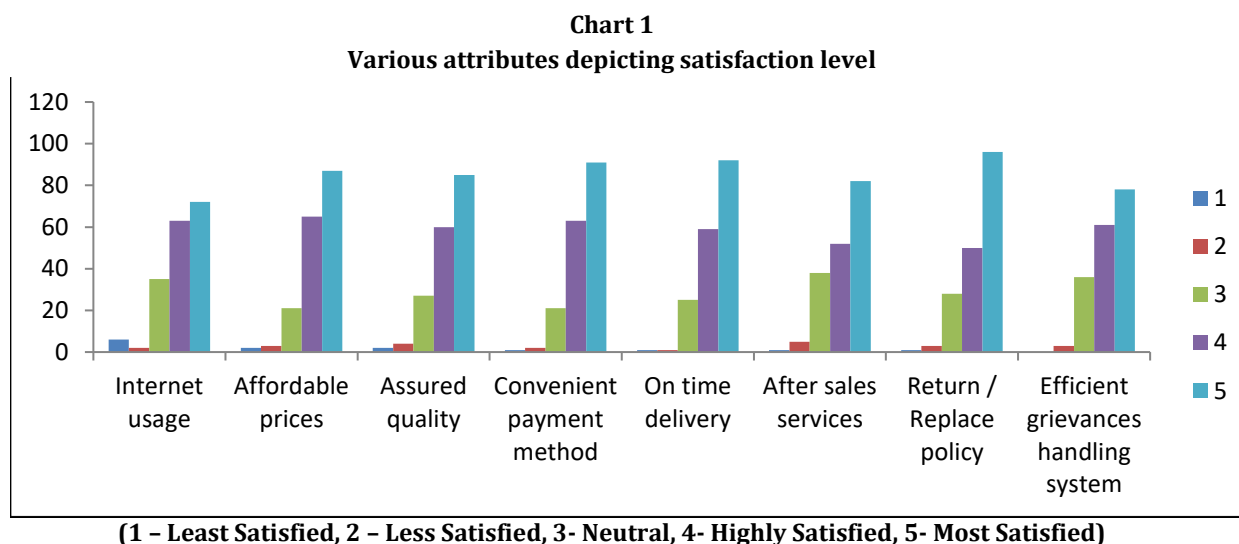 Chart 1
Various attributes depicting satisfaction level
120
100
80
60
40
20
0
Internet usage
Affordable prices
Assured quality
Convenient payment method
On time delivery
After sales services
Return / Replace policy
Efficient grievances handling system
1
2
3
4
5
(1 – Least Satisfied, 2 – Less Satisfied, 3- Neutral, 4- Highly Satisfied, 5- Most Satisfied)